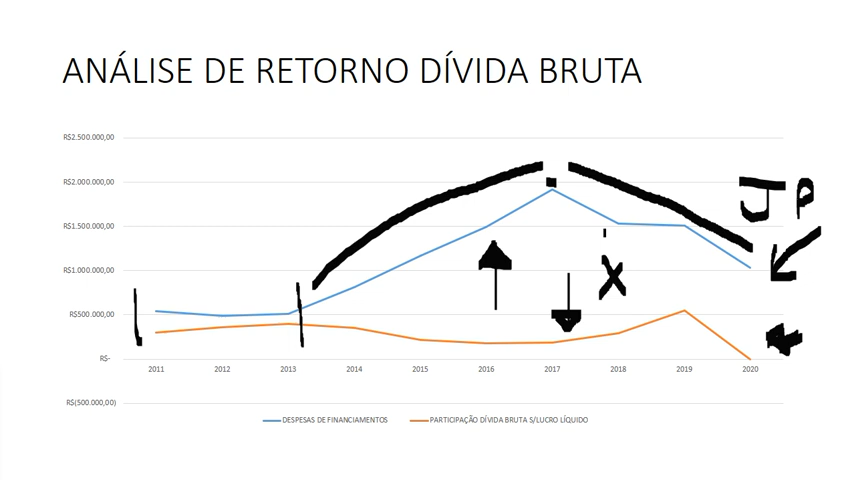 ANÁLISE DE RETORNO DÍVIDA BRUTA
R$2.500.000,00
R$2.000.000,00
R$1.500.000,00
R$1.000.000,00
R$500.000,00
R$-
R$(500.000,00)
JP
X
2011 2012 2013 2014 2015 2016 2017 2018 2019 2020
DESPESAS DE FINANCIAMENTOS PARTICIPAÇÃO DÍVIDA BRUTA S/LUCRO LÍQUIDO